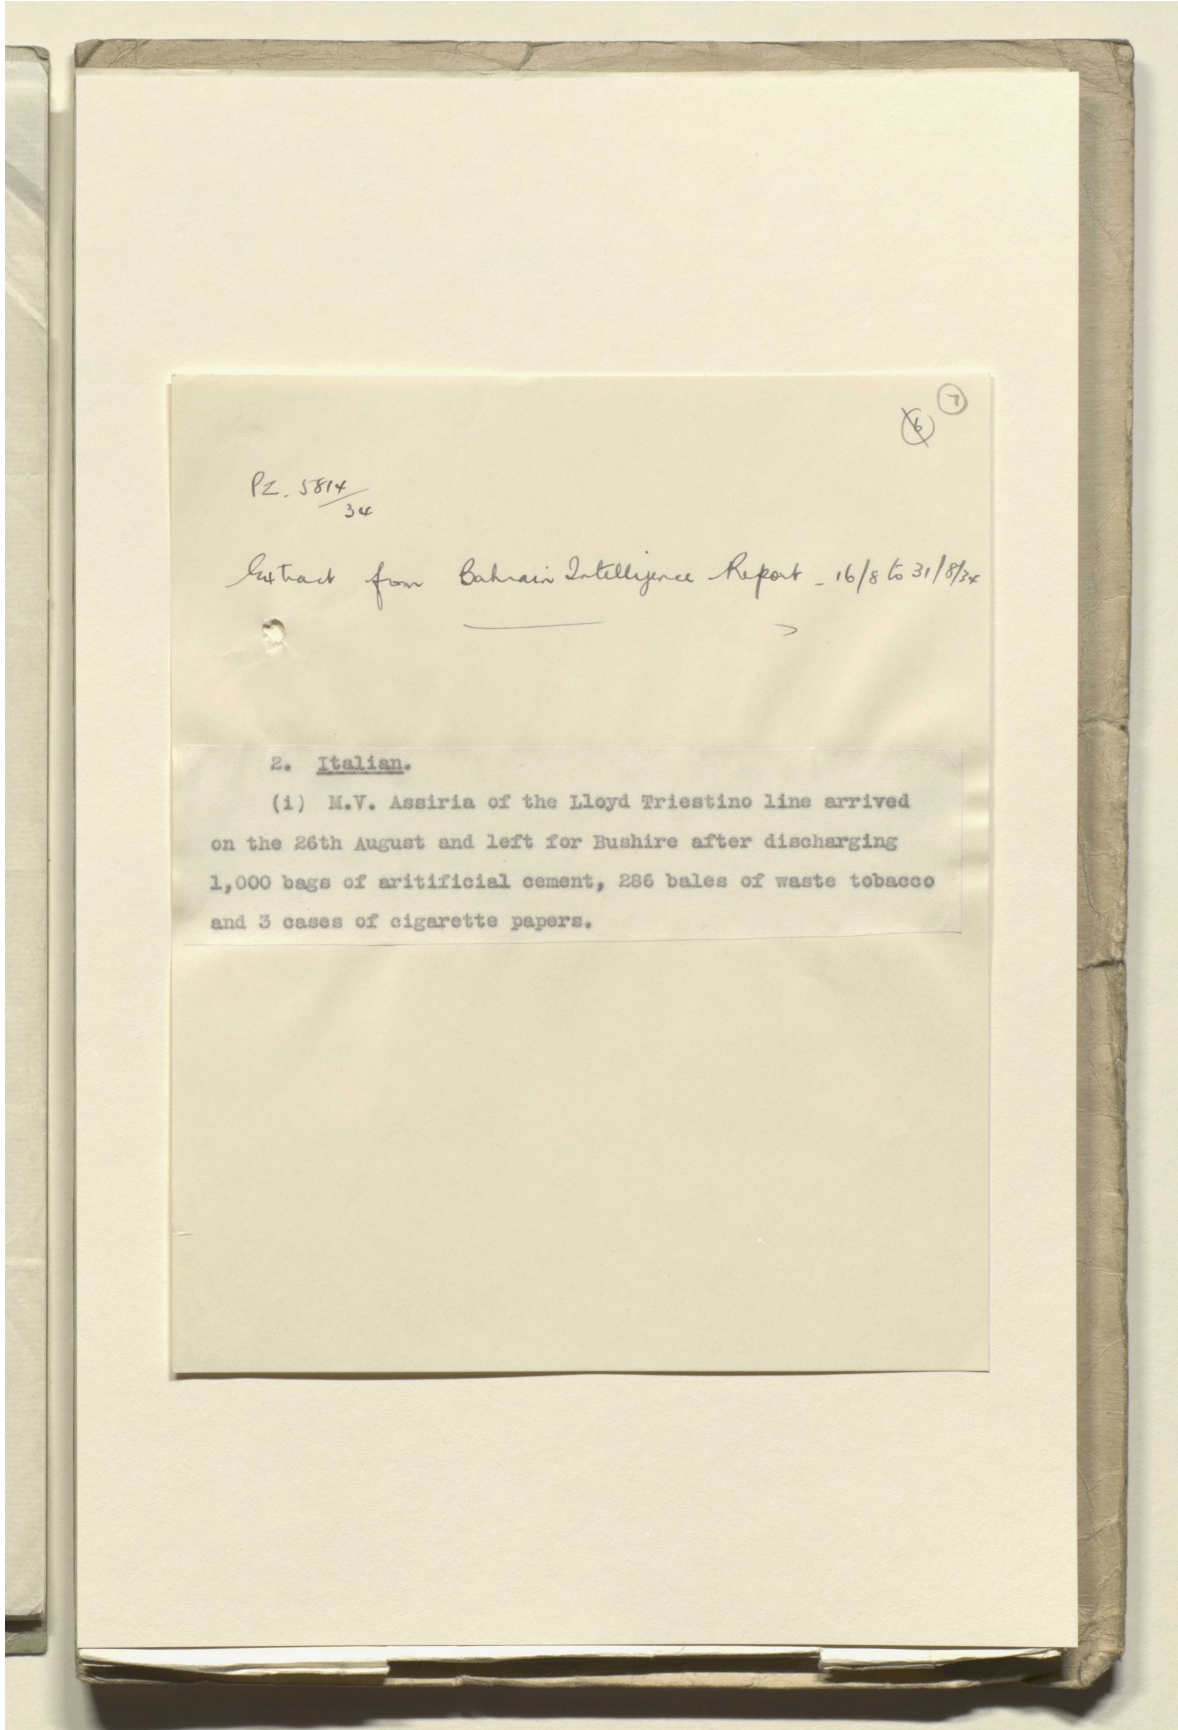 7
6
PZ. 5814/34
Extract from Bahrain Intelligence Report - 16/8 to 31/8/34
2. Italian.
(i) M.V. Assiria of the Lloyd Triestino line arrived
on the 26th August and left for Bushire after discharging
1,000 bags of aritificial cement, 286 bales of waste tobacco
and 3 cases of cigarette papers.